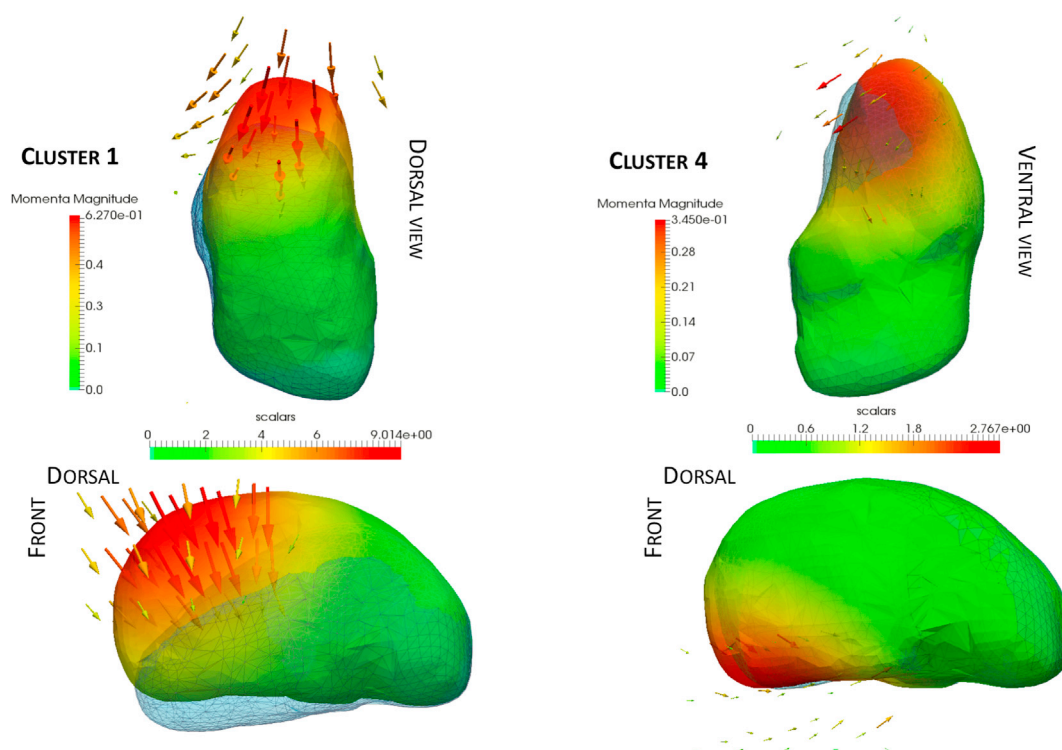 CLUSTER 1
Momenta Magnitude
6.270e-01
0.4
0.3
0.1
0.0
DORSAL VIEW
CLUSTER 4
Momenta Magnitude
3.450e-01
0.28
0.21
0.14
0.07
0.0
VENTRAL VIEW
scalars
0 2 4 6 9.014e+00
scalars
0 0.6 1.2 1.8 2.767e+00
DORSAL
FRONT
DORSAL
FRONT